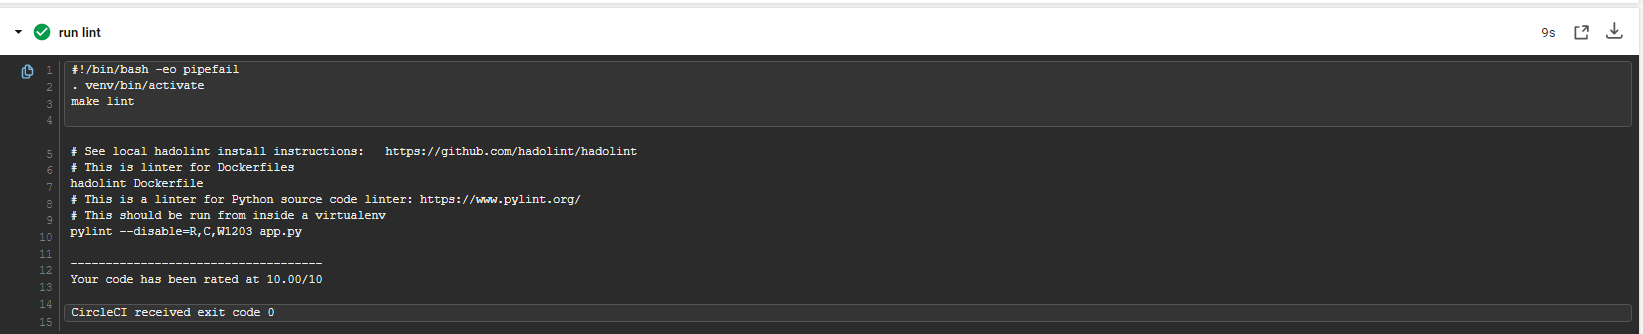 run lint
9s
1 #!/bin/bash -eo pipefail
2 . venv/bin/activate
3 make lint
4
5 # See local hadolint install instructions:   https://github.com/hadolint/hadolint
6 # This is linter for Dockerfiles
7 hadolint Dockerfile
8 # This is a linter for Python source code linter: https://www.pylint.org/
9 # This should be run from inside a virtualenv
10 pylint --disable=R,C,W1203 app.py
11
12 ------------------------------------
13 Your code has been rated at 10.00/10
14
15 CircleCI received exit code 0